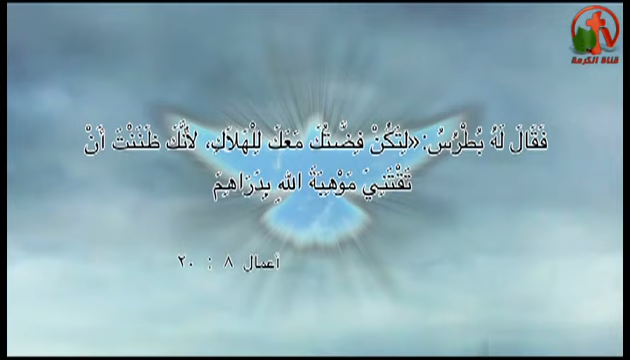 قناة الكرمة
فَقَالَ لَهُ بُطْرُسُ:«لِتَكُنْ فِضَّتُكَ مَعَكَ لِلْهَلاَكِ، لأَنَّكَ ظَنَنْتَ أَنْ
تَقْتَنِيَ مَوْهِبَةَ اللهِ بِدَرَاهِمَ
أعمال ٨ : ٢٠